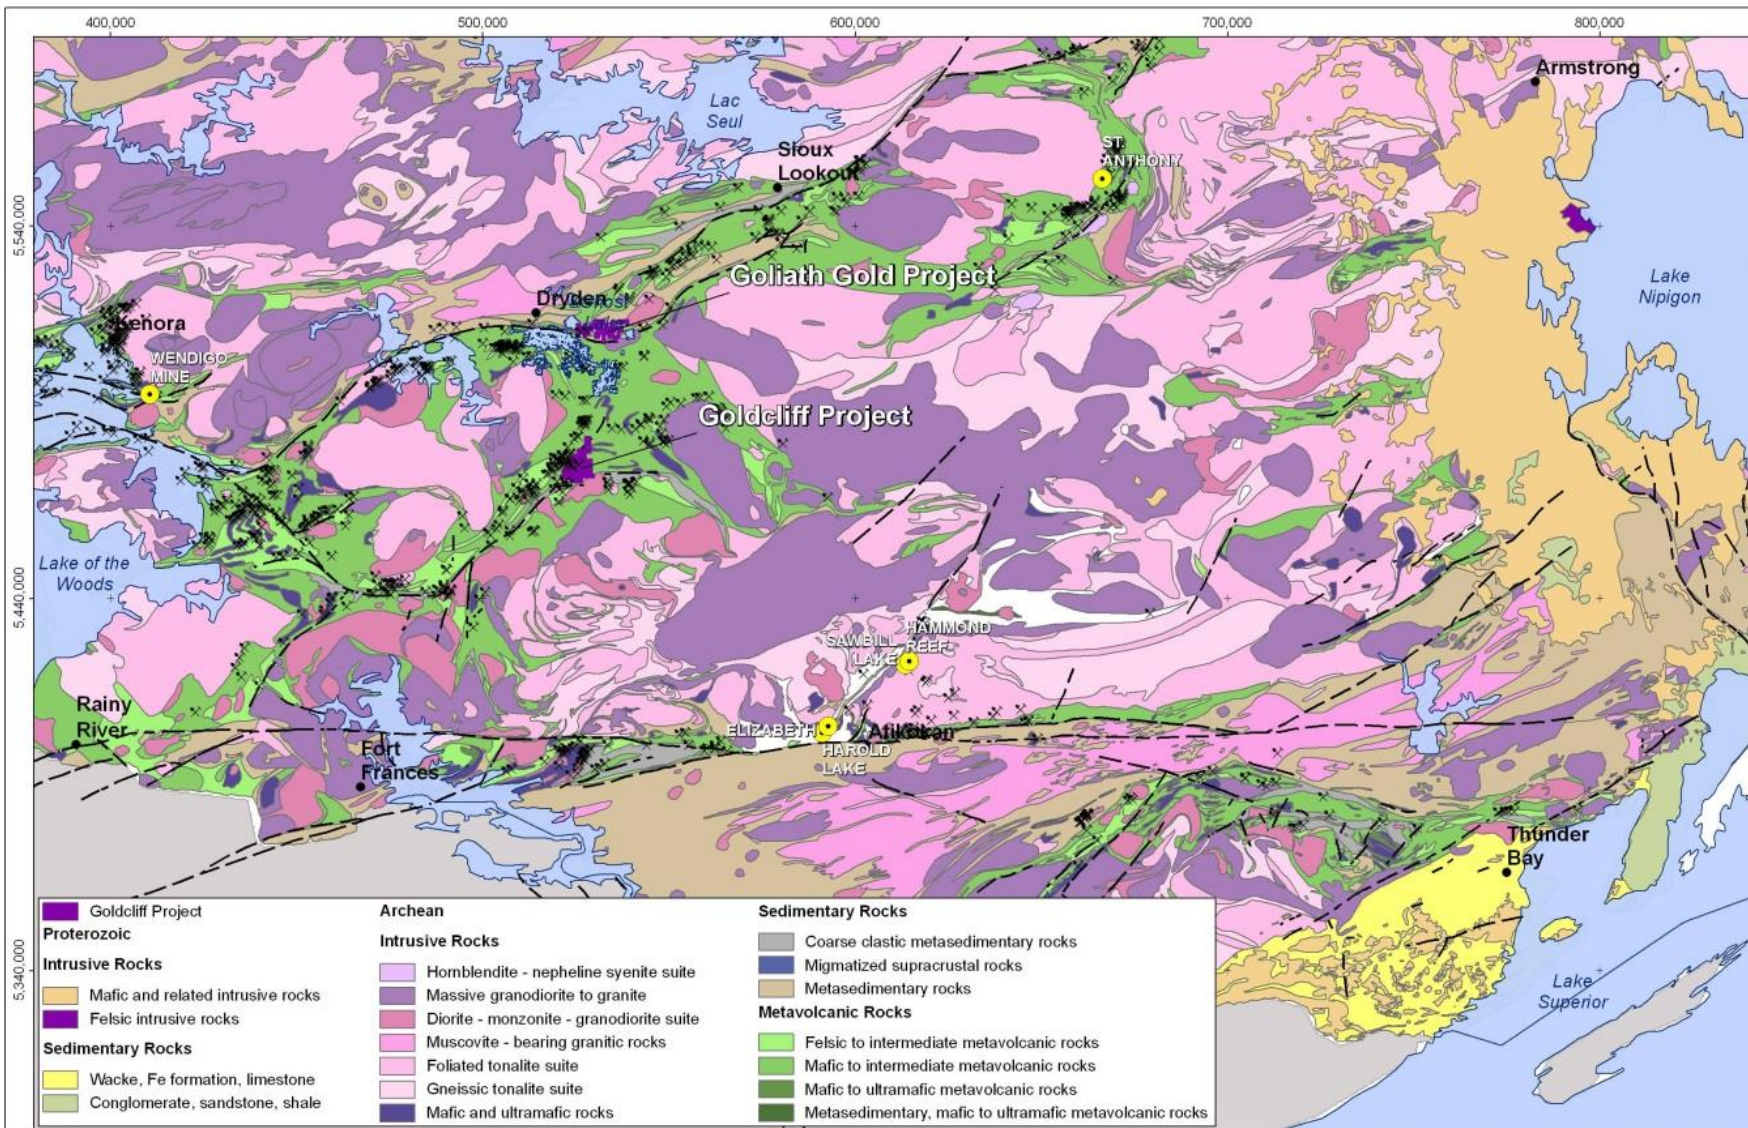 400,000
500,000
600,000
700,000
800,000
Armstrong
Lac
Seul
Sioux
Lookout
ST.
ANTHONY
5,540,000
Lake
Nipigon
Goliath Gold Project
Dryden
Kenora
WENDIGO
MINE
Goldcliff Project
Lake of the
Woods
5,440,000
HAMMOND
REEF
SAWBILL
LAKE
Rainy
River
ELIZABETH
Fort
Frances
HAROLD
LAKE
Thunder
Bay
5,340,000
Lake
Superior
Goldcliff Project
Proterozoic
Intrusive Rocks
Mafic and related intrusive rocks
Felsic intrusive rocks
Sedimentary Rocks
Wacke, Fe formation, limestone
Conglomerate, sandstone, shale
Archean
Intrusive Rocks
Hornblendite - nepheline syenite suite
Massive granodiorite to granite
Diorite - monzonite - granodiorite suite
Muscovite - bearing granitic rocks
Foliated tonalite suite
Gneissic tonalite suite
Mafic and ultramafic rocks
Sedimentary Rocks
Coarse clastic metasedimentary rocks
Migmatized supracrustal rocks
Metasedimentary rocks
Metavolcanic Rocks
Felsic to intermediate metavolcanic rocks
Mafic to intermediate metavolcanic rocks
Mafic to ultramafic metavolcanic rocks
Metasedimentary, mafic to ultramafic metavolcanic rocks